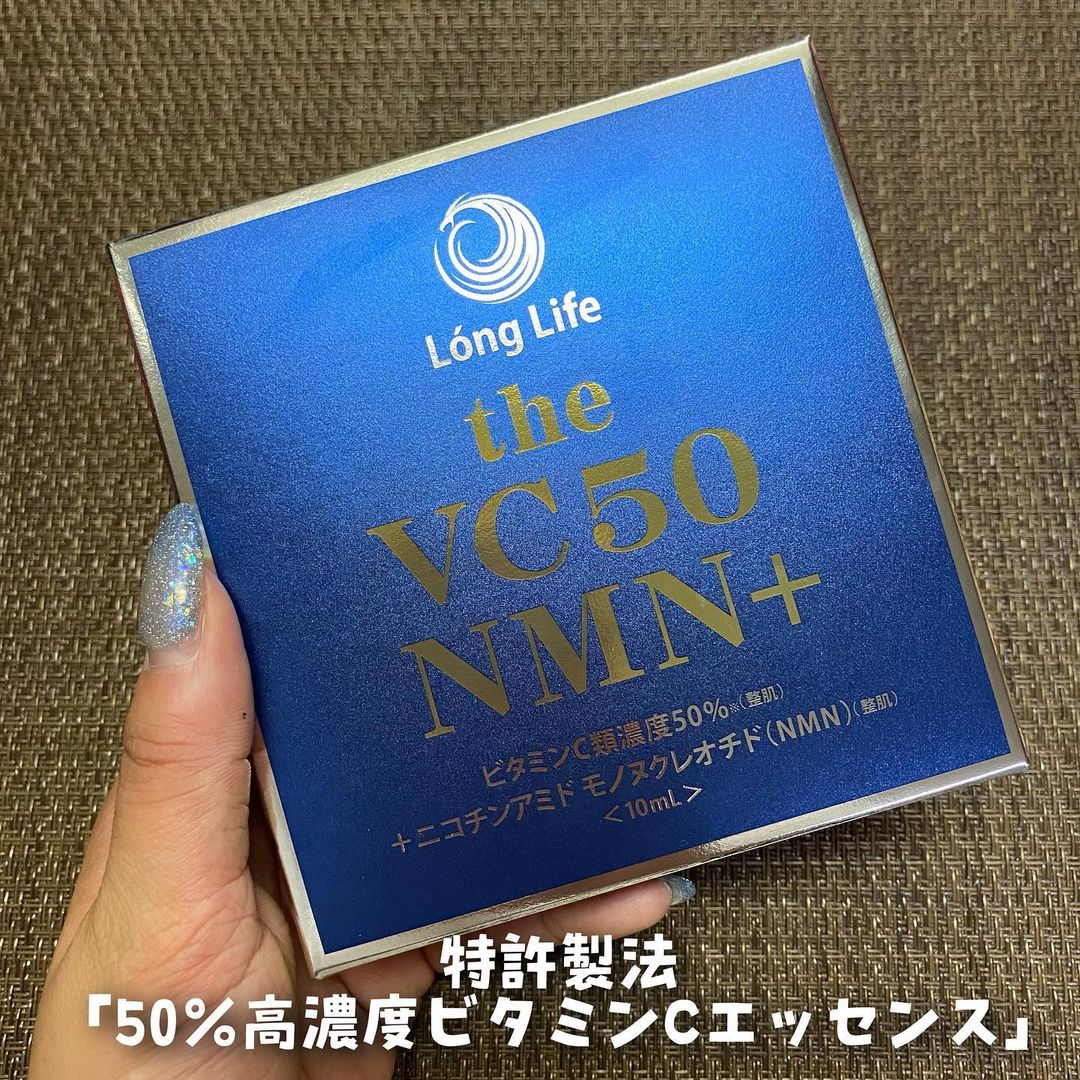 Lóng Life
the
VC50
NMN+
ビタミンC類濃度50%※(整肌)
+ニコチンアミド モノヌクレオチド(NMN)(整肌)
<10mL>
特許製法
「50%高濃度ビタミンCエッセンス」